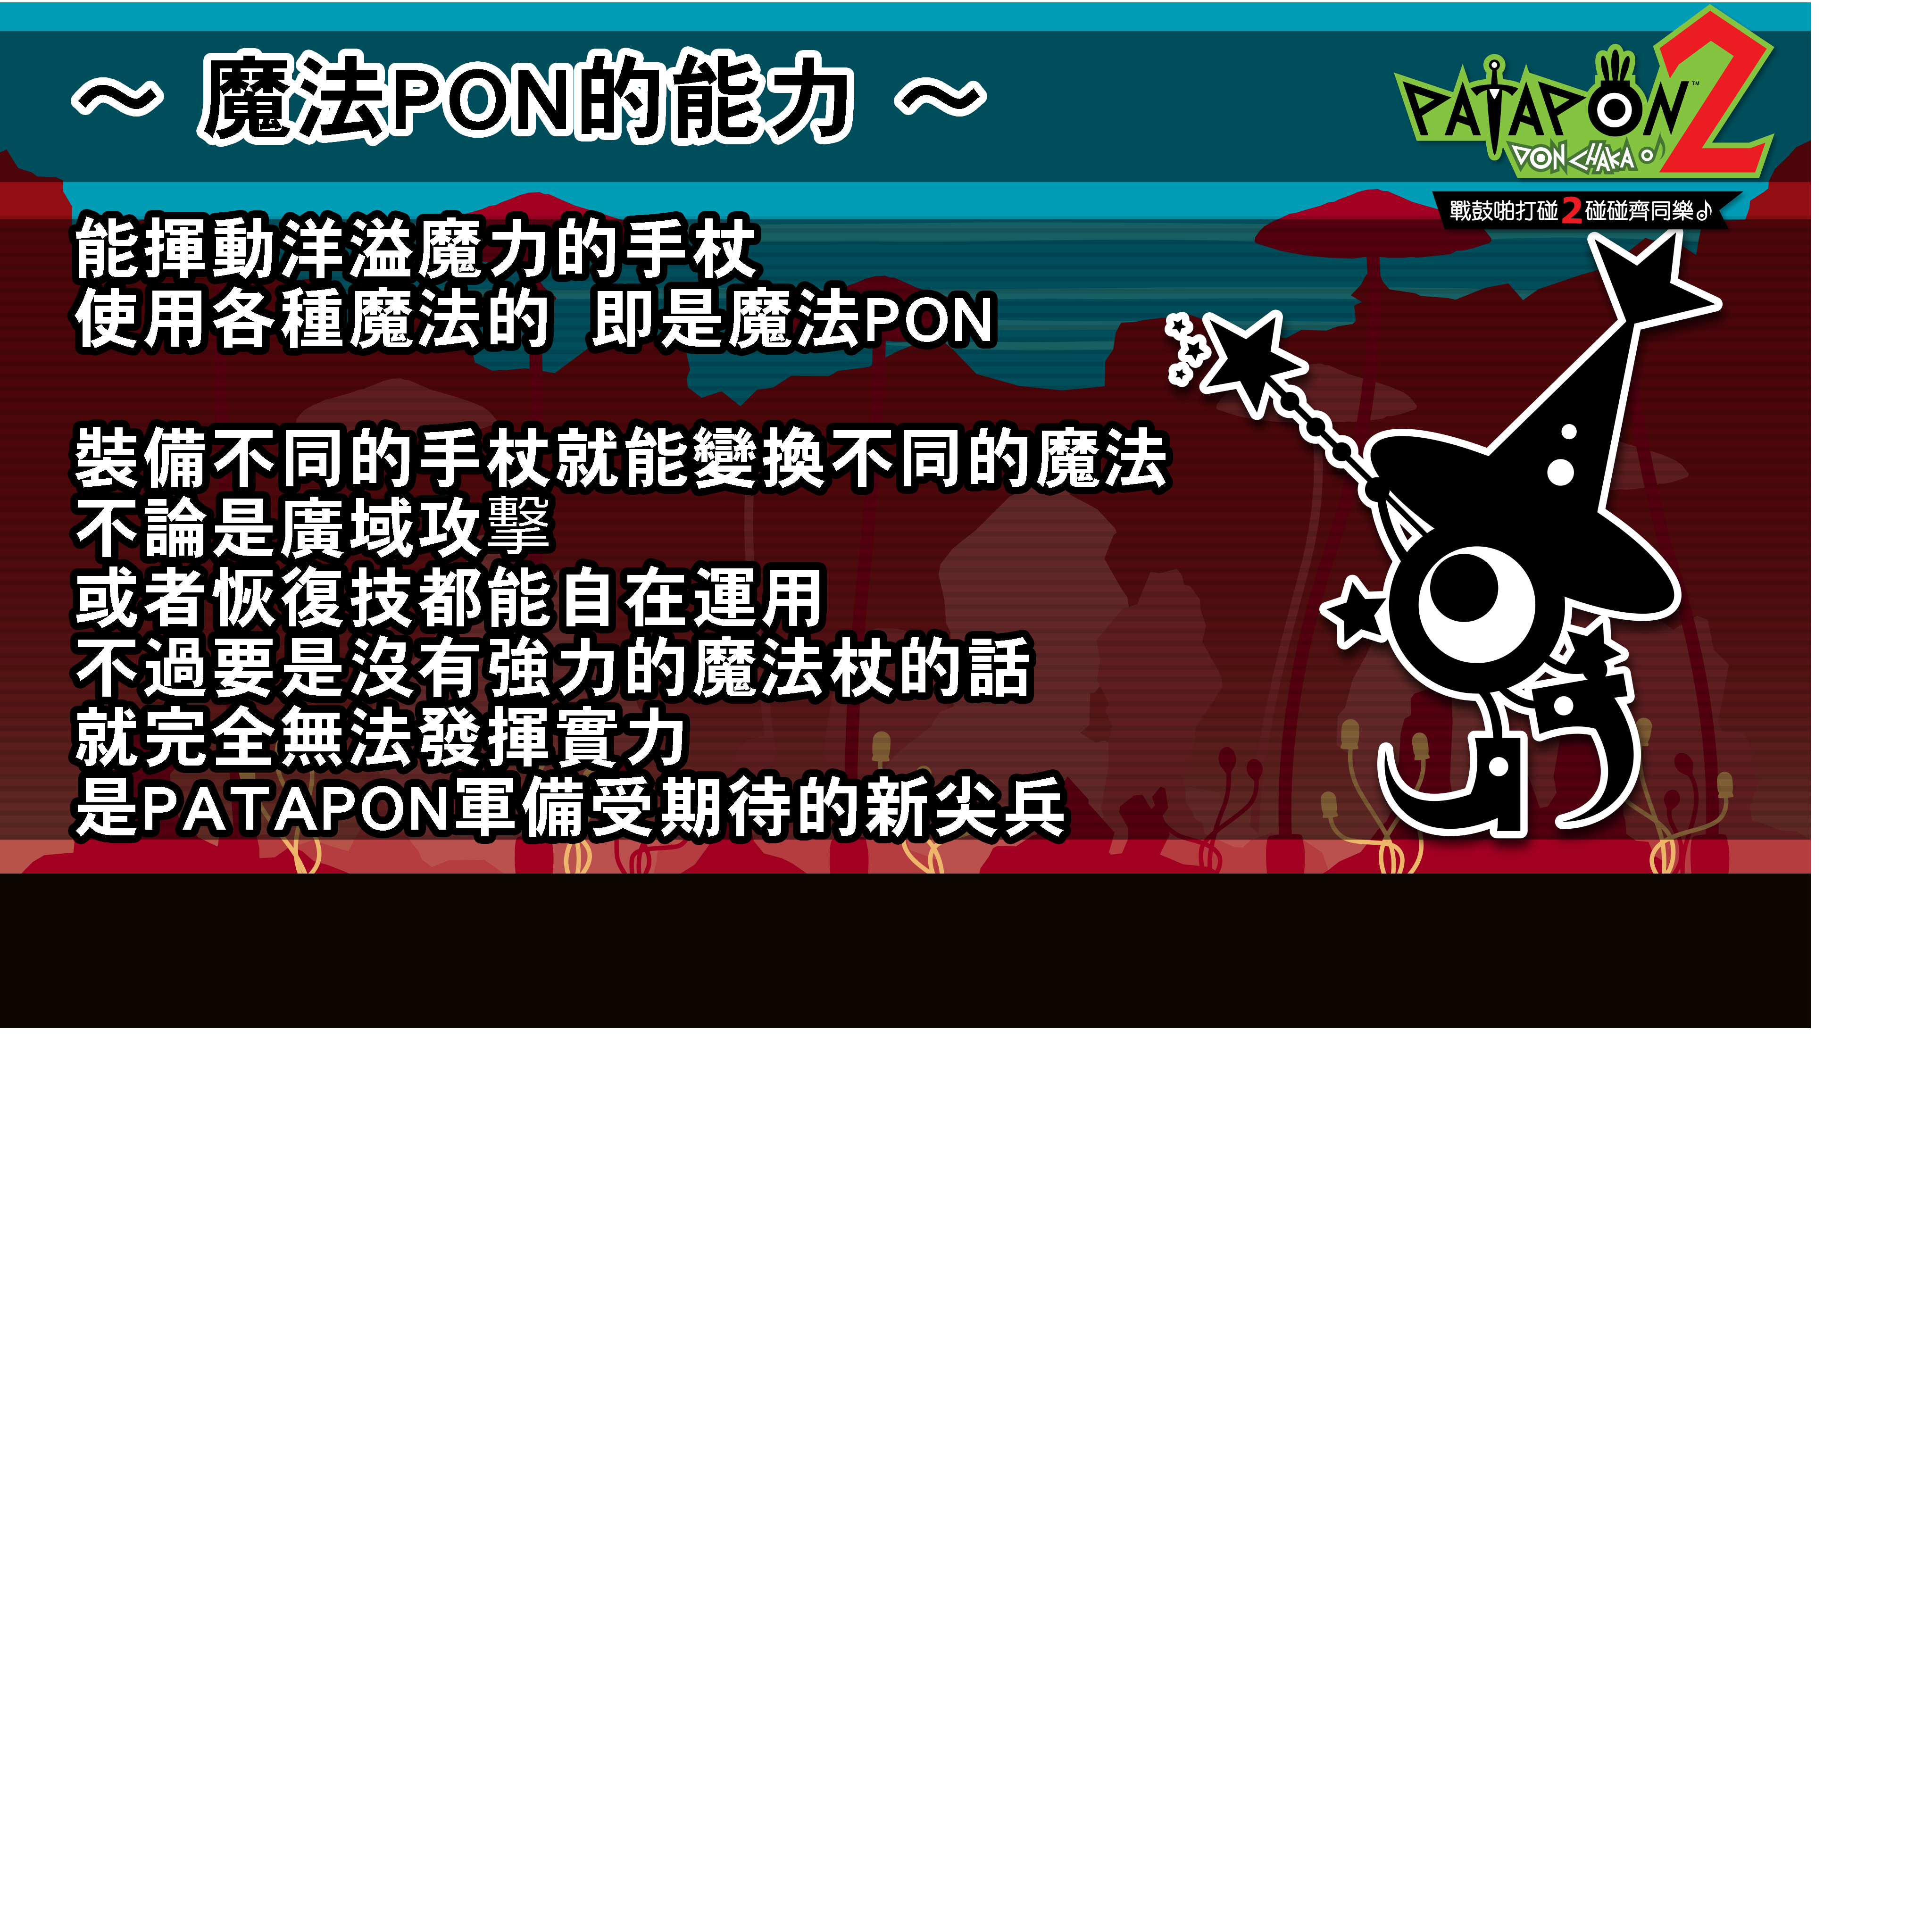 ～ 魔法PON的能力 ～
PATAPON 2™
DON CHAKA♪
戰鼓啪打碰2碰碰齊同樂♪
能揮動洋溢魔力的手杖
使用各種魔法的 即是魔法PON
裝備不同的手杖就能變換不同的魔法
不論是廣域攻擊
或者恢復技都能自在運用
不過要是沒有強力的魔法杖的話
就完全無法發揮實力
是PATAPON軍備受期待的新尖兵